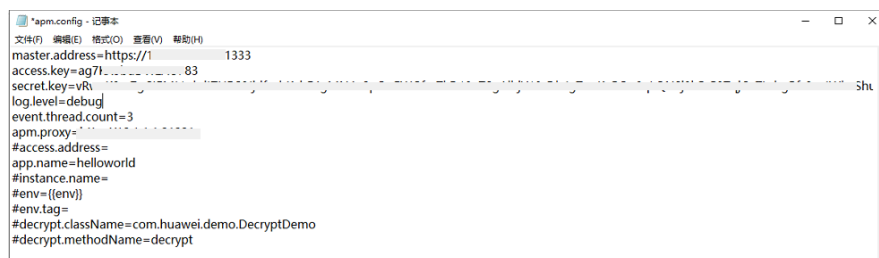 *apm.config - 记事本
文件(F) 编辑(E) 格式(O) 查看(V) 帮助(H)
master.address=https://1 1333
access.key=ag7 83
secret.key=vR
log.level=debug
event.thread.count=3
apm.proxy=
#access.address=
app.name=helloworld
#instance.name=
#env={{env}}
#env.tag=
#decrypt.className=com.huawei.demo.DecryptDemo
#decrypt.methodName=decrypt